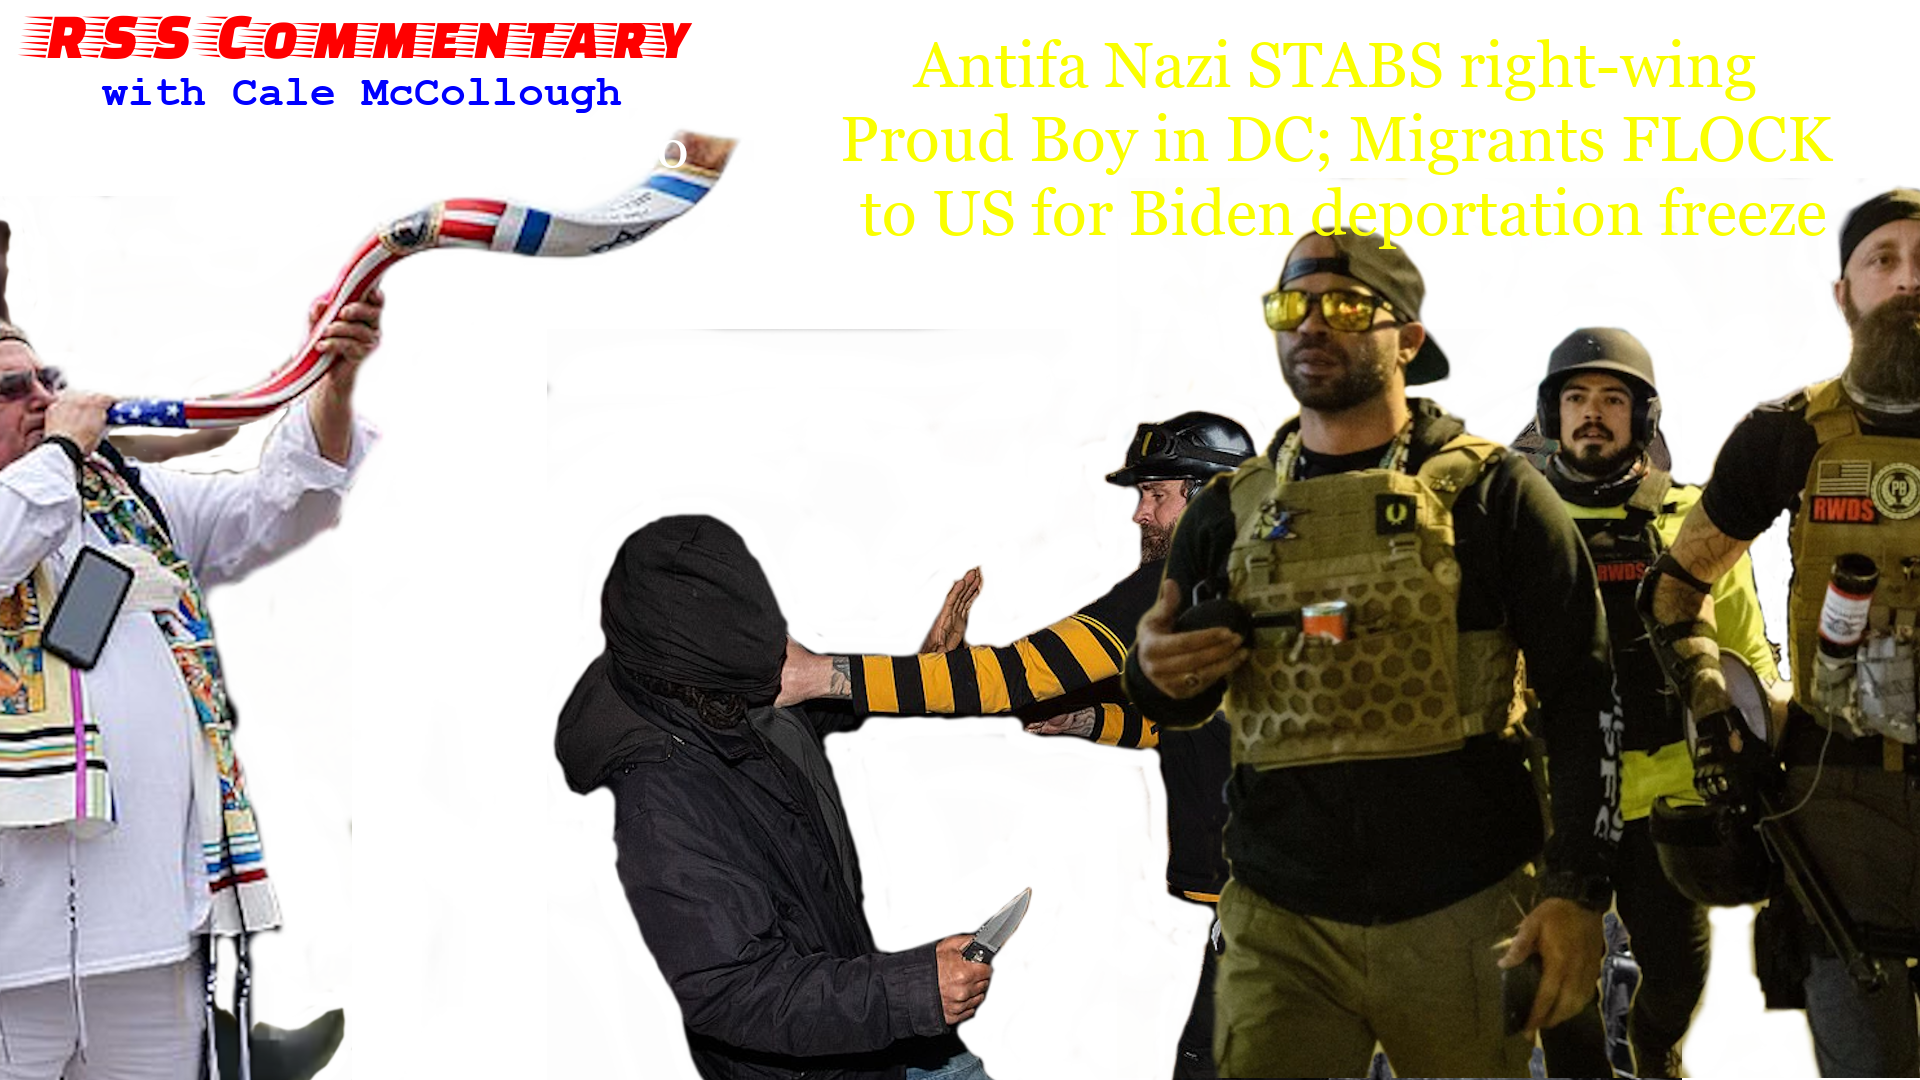 RSS COMMENTARY
with Cale McCollough
Antifa Nazi STABS right-wing
Proud Boy in DC; Migrants FLOCK
to US for Biden deportation freeze
o
RWDS
PB
RWDS